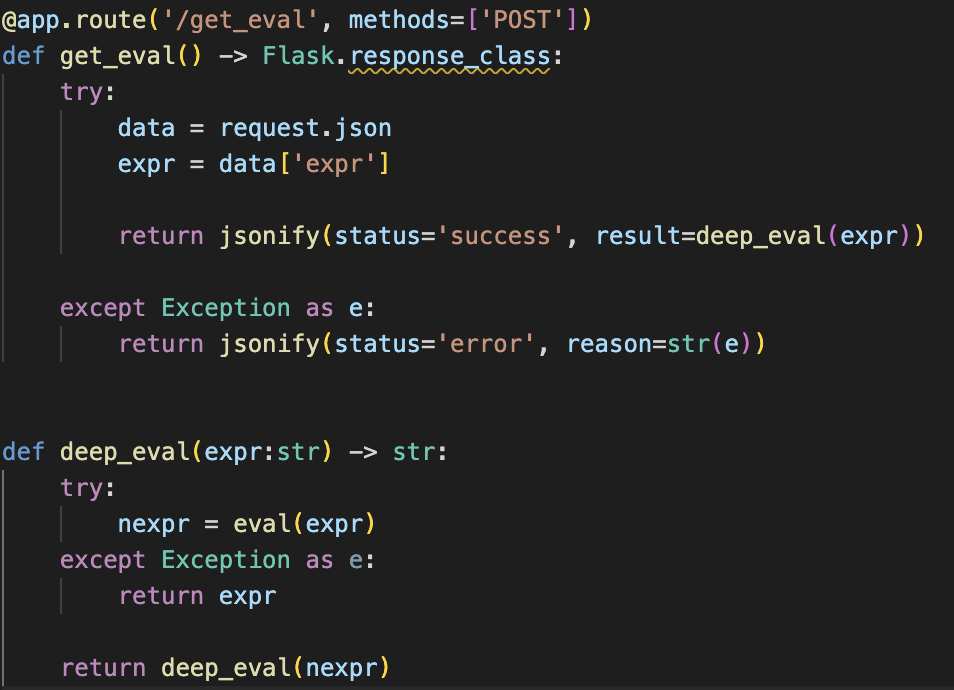 @app.route('/get_eval', methods=['POST'])
def get_eval() -> Flask.response_class:
    try:
        data = request.json
        expr = data['expr']

        return jsonify(status='success', result=deep_eval(expr))

    except Exception as e:
        return jsonify(status='error', reason=str(e))


def deep_eval(expr:str) -> str:
    try:
        nexpr = eval(expr)
    except Exception as e:
        return expr

    return deep_eval(nexpr)